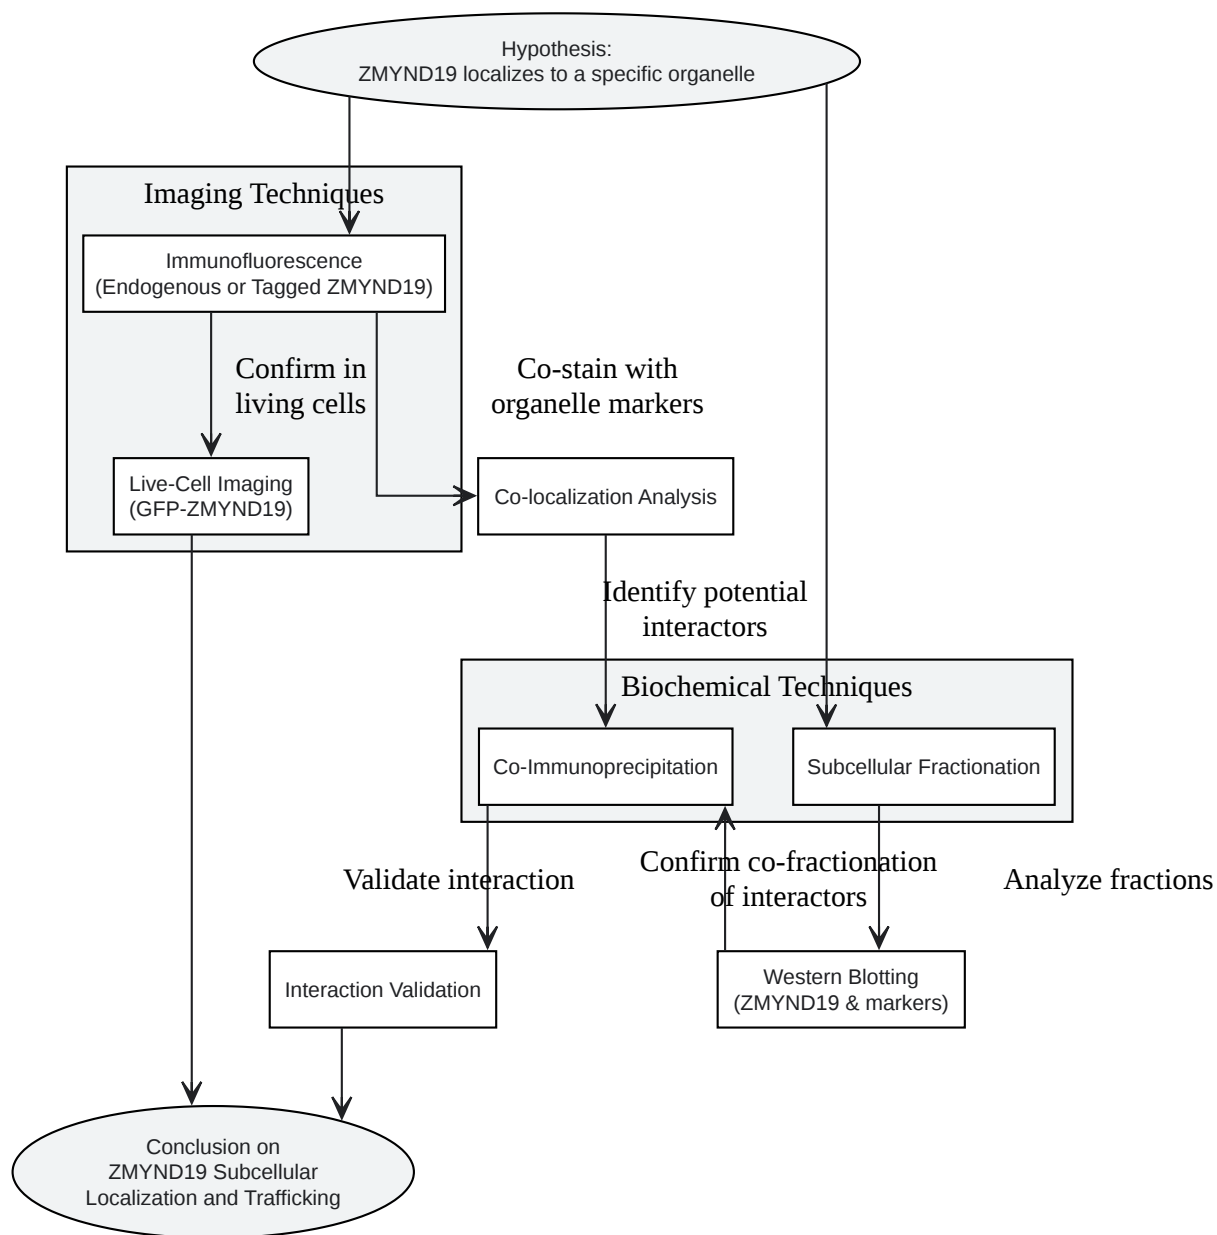 Hypothesis:
ZMYND19 localizes to a specific organelle
Imaging Techniques
Immunofluorescence
(Endogenous or Tagged ZMYND19)
Confirm in
living cells
Co-stain with
organelle markers
Live-Cell Imaging
(GFP-ZMYND19)
Co-localization Analysis
Identify potential
interactors
Biochemical Techniques
Co-Immunoprecipitation
Subcellular Fractionation
Validate interaction
Confirm co-fractionation
of interactors
Analyze fractions
Interaction Validation
Western Blotting
(ZMYND19 & markers)
Conclusion on
ZMYND19 Subcellular
Localization and Trafficking